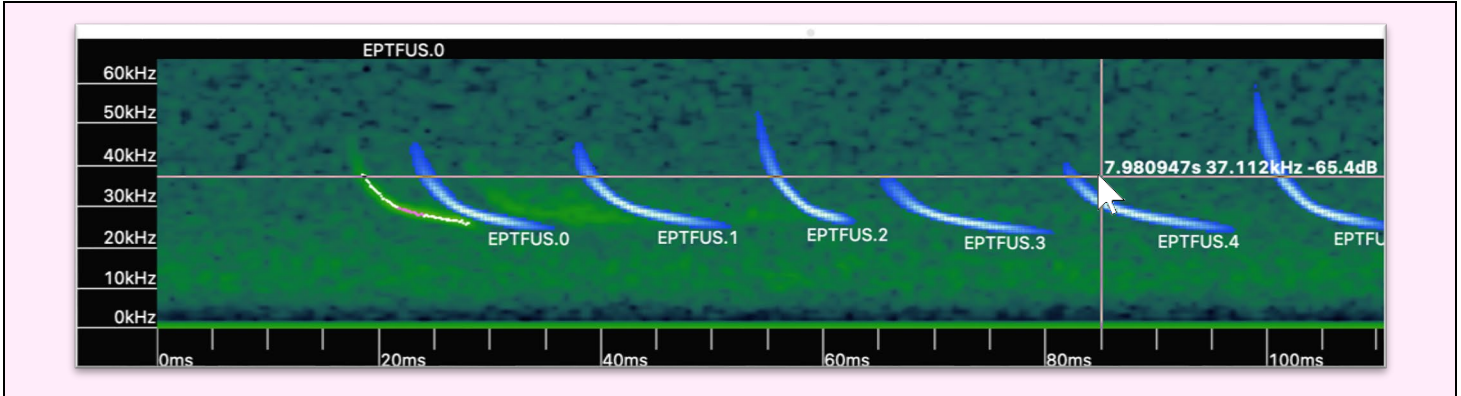 EPTFUS.0
60kHz
50kHz
40kHz
7.980947s 37.112kHz -65.4dB
30kHz
20kHz
EPTFUS.0 EPTFUS.1 EPTFUS.2 EPTFUS.3 EPTFUS.4 EPTFU
10kHz
0kHz
0ms 20ms 40ms 60ms 80ms 100ms